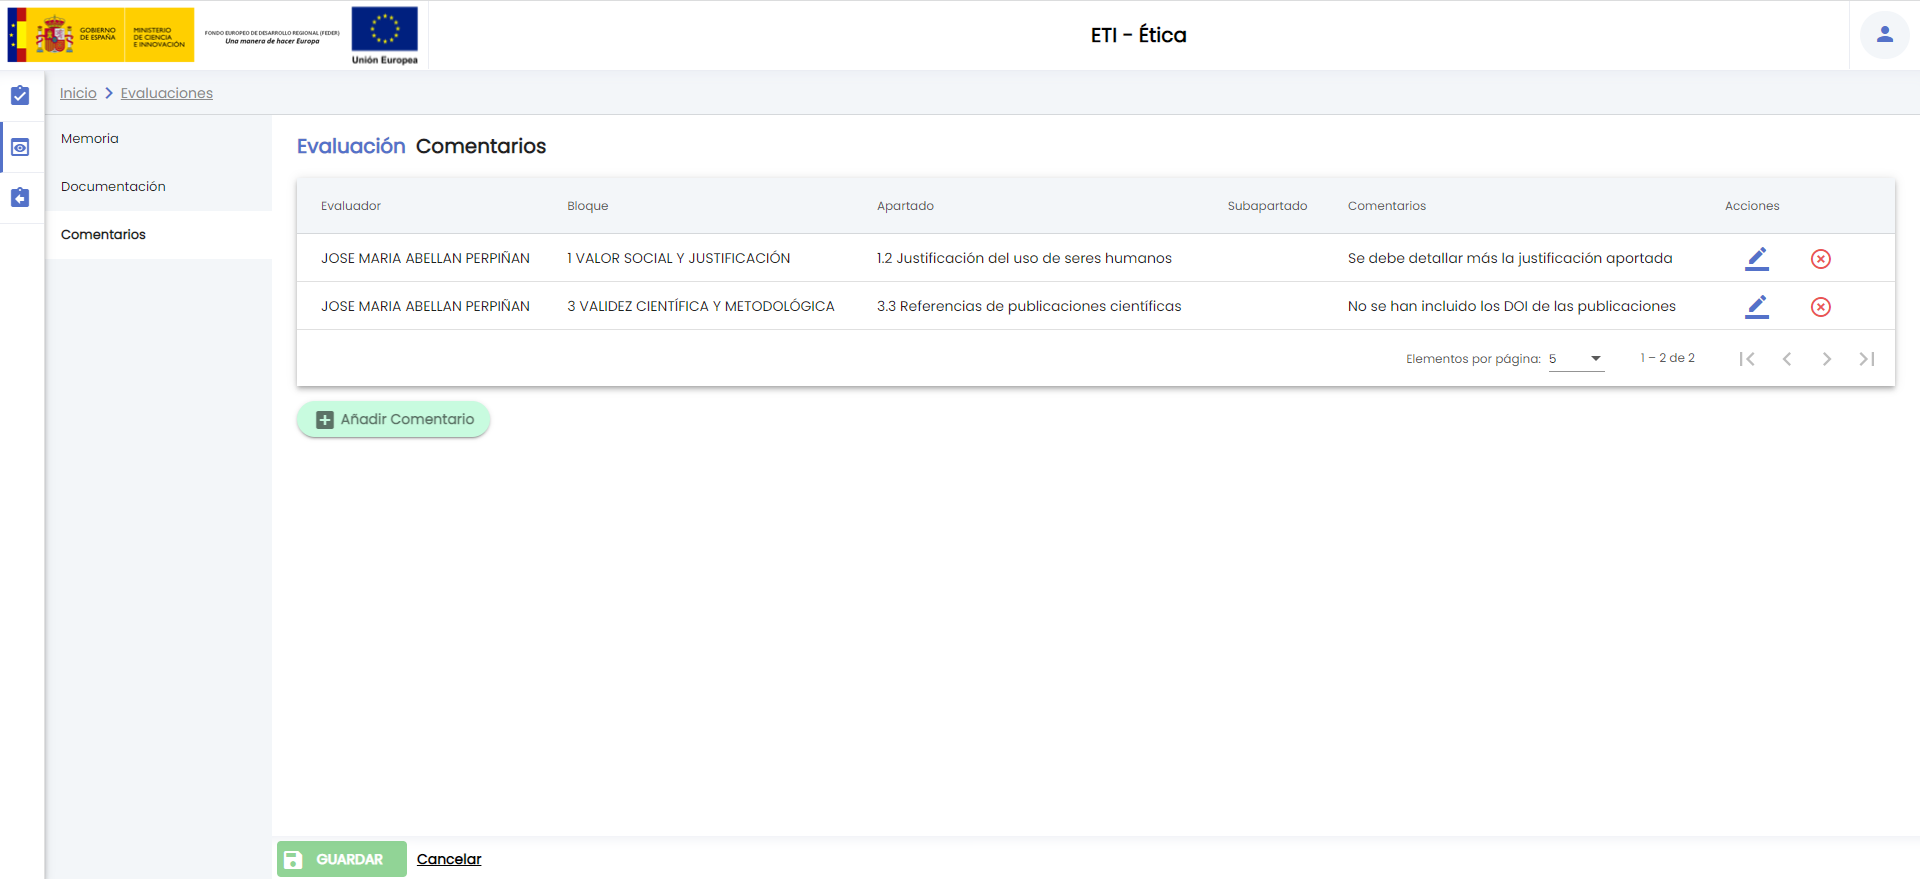 GOBIERNO
DE ESPAÑA
MINISTERIO
DE CIENCIA
E INNOVACIÓN
FONDO EUROPEO DE DESARROLLO REGIONAL (FEDER)
Una manera de hacer Europa
Unión Europea
ETI - Ética
Inicio Evaluaciones
Memoria
Documentación
Comentarios
Evaluación Comentarios
Evaluador Bloque Apartado Subapartado Comentarios Acciones
JOSE MARIA ABELLAN PERPIÑAN 1 VALOR SOCIAL Y JUSTIFICACIÓN 1.2 Justificación del uso de seres humanos Se debe detallar más la justificación aportada
JOSE MARIA ABELLAN PERPIÑAN 3 VALIDEZ CIENTÍFICA Y METODOLÓGICA 3.3 Referencias de publicaciones científicas No se han incluido los DOI de las publicaciones
Elementos por página: 5 1 – 2 de 2
Añadir Comentario
GUARDAR Cancelar